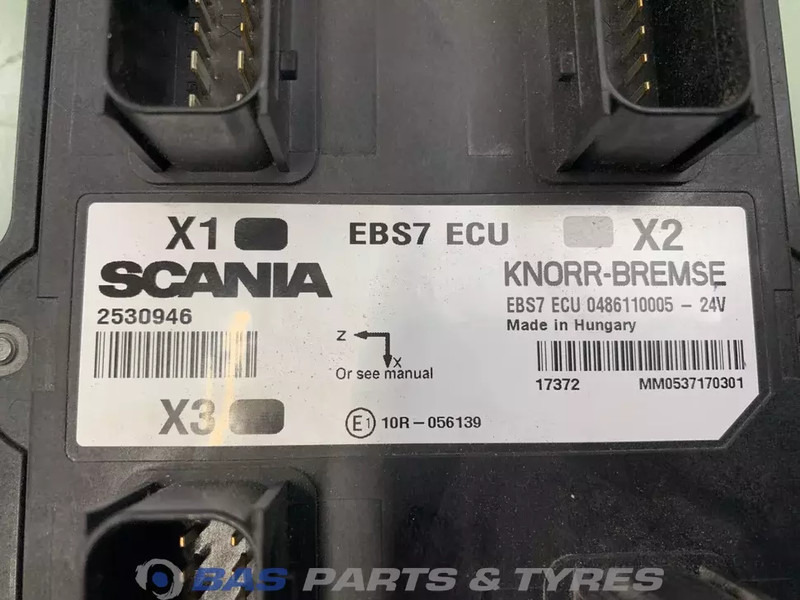 X1 EBS7 ECU X2
SCANIA KNORR-BREMSE
2530946 EBS7 ECU 0486110005 - 24V
Made in Hungary
Z
X
Or see manual
17372 MM0537170301
X3
E1 10R-056139
BAS PARTS & TYRES